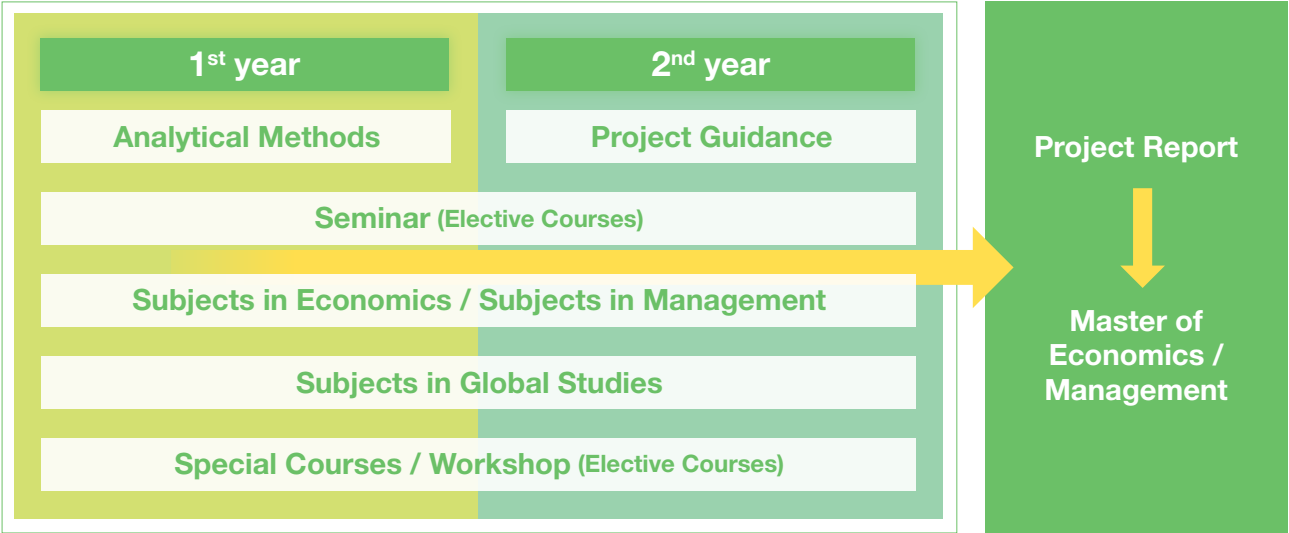 1st year
2nd year
Analytical Methods
Project Guidance
Seminar (Elective Courses)
Subjects in Economics / Subjects in Management
Subjects in Global Studies
Special Courses / Workshop (Elective Courses)
Project Report
Master of
Economics /
Management